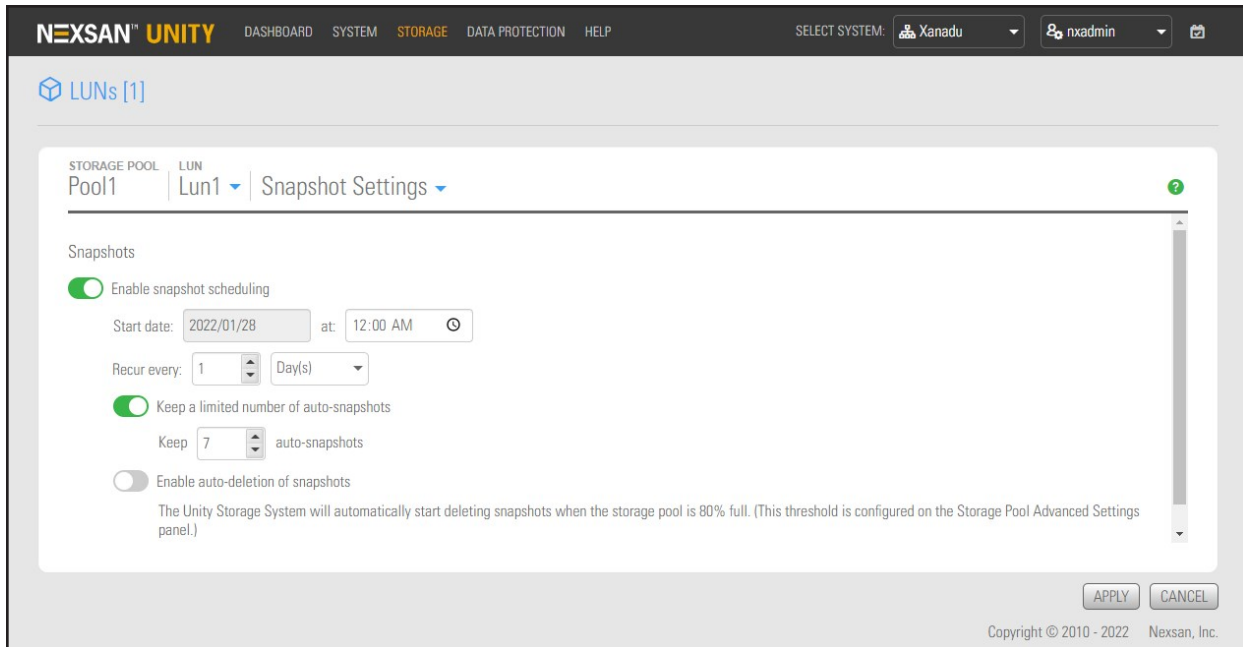 NEXSAN™ UNITY DASHBOARD SYSTEM STORAGE DATA PROTECTION HELP SELECT SYSTEM: Xanadu nxadmin
LUNs [1]
STORAGE POOL LUN
Pool1 Lun1 Snapshot Settings ?
Snapshots
Enable snapshot scheduling
Start date: 2022/01/28 at: 12:00 AM
Recur every: 1 Day(s)
Keep a limited number of auto-snapshots
Keep 7 auto-snapshots
Enable auto-deletion of snapshots
The Unity Storage System will automatically start deleting snapshots when the storage pool is 80% full. (This threshold is configured on the Storage Pool Advanced Settings
panel.)
APPLY CANCEL
Copyright © 2010 - 2022 Nexsan, Inc.